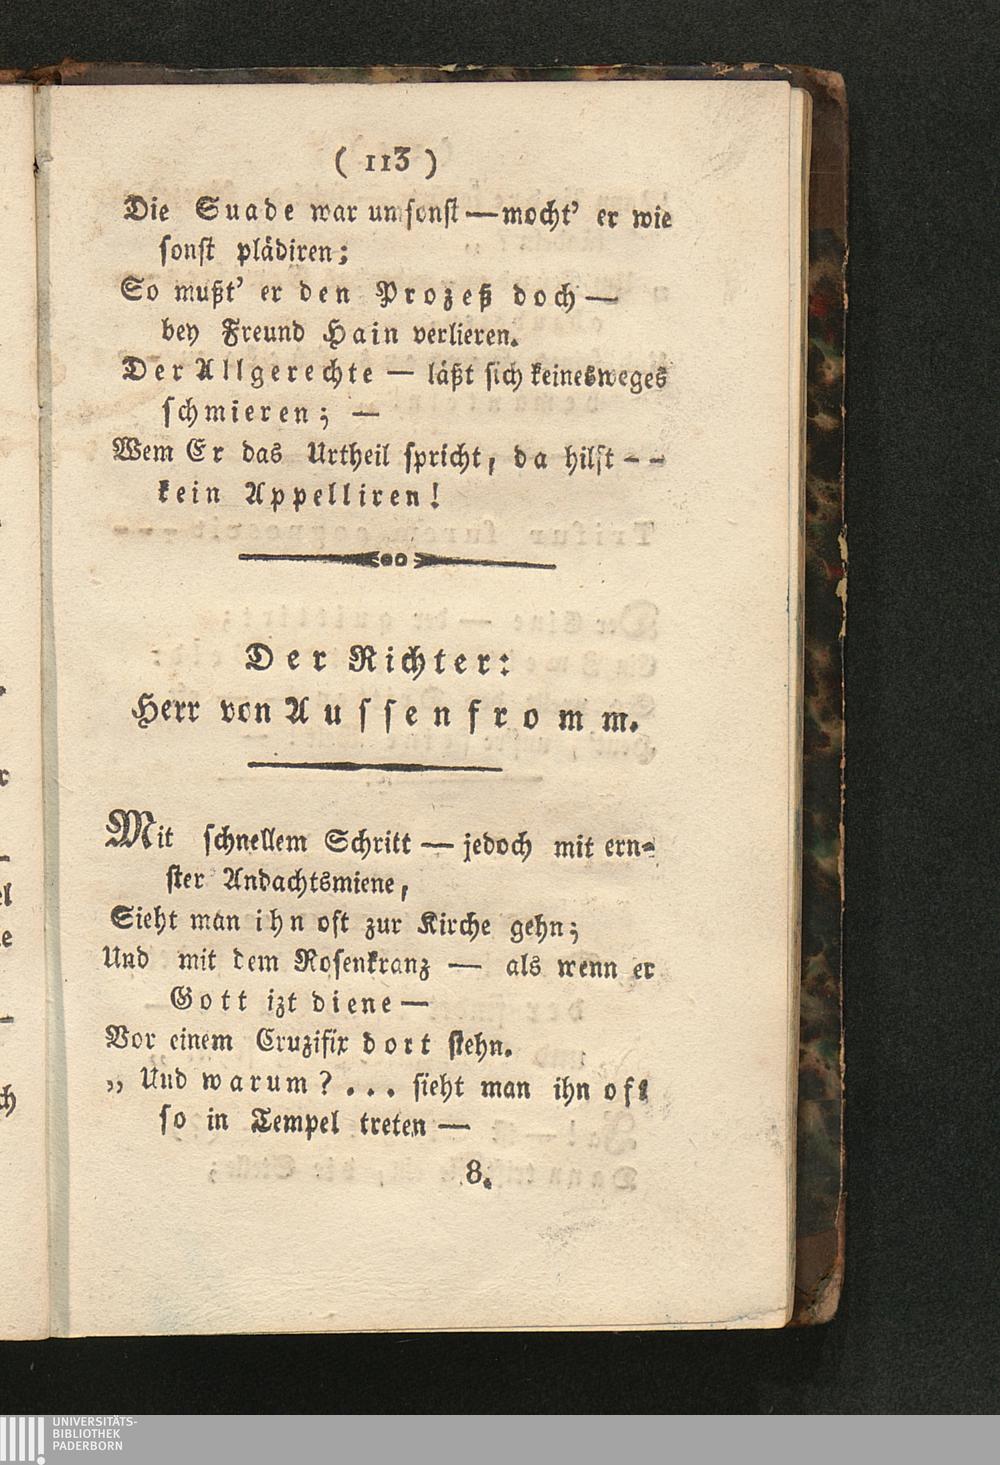 ( 113 )
Die Suade war umsonst — mocht' er wie
sonst plädiren;
So mußt' er den Prozeß doch —
bey Freund Hain verlieren.
Der Allgerechte — läßt sich keinesweges
schmieren; —
Wem Er das Urtheil spricht, da hilft - -
kein Appelliren!
Der Richter:
Herr von Aussenfromm.
Mit schnellem Schritt — jedoch mit ern-
ster Andachtsmiene,
Sieht man ihn oft zur Kirche gehn;
Und mit dem Rosenkranz — als wenn er
Gott izt diene —
Vor einem Cruzifix dort stehn.
„ Und warum? . . . sieht man ihn oft
so in Tempel treten —
8.
UNIVERSITÄTS-
BIBLIOTHEK
PADERBORN